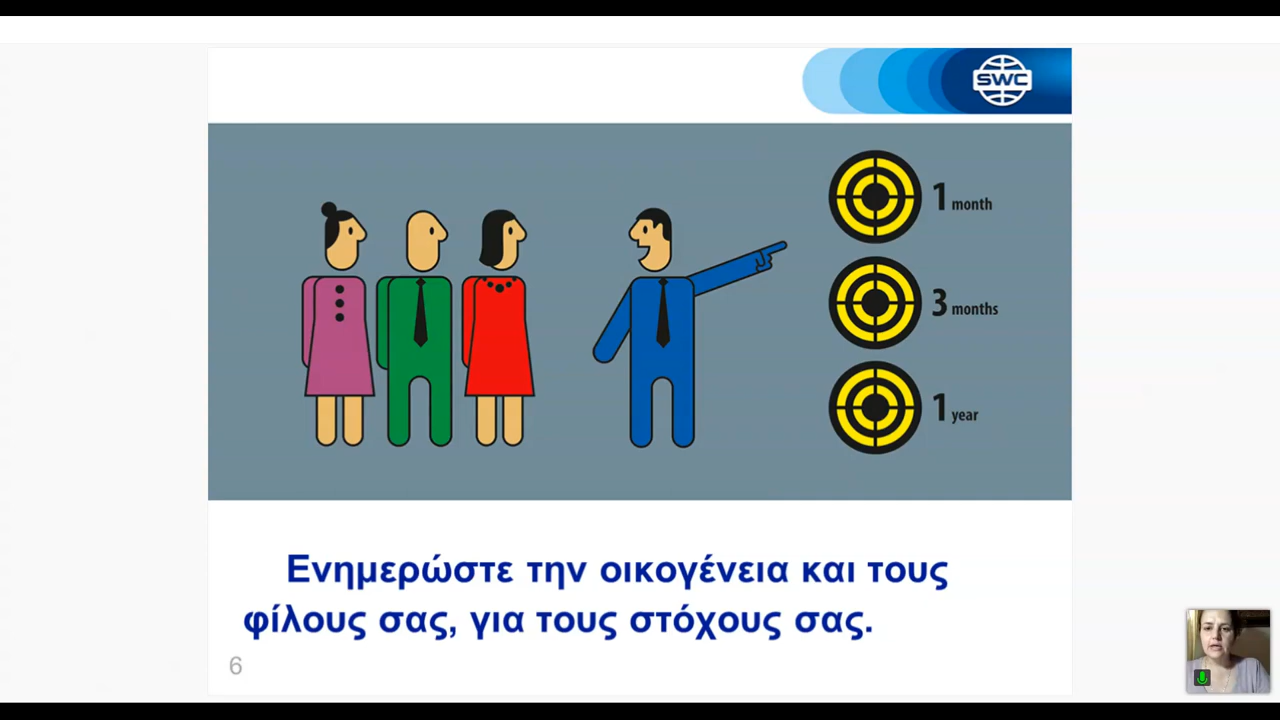 SWC
1 month
3 months
1 year
Ενημερώστε την οικογένεια και τους
φίλους σας, για τους στόχους σας.
6